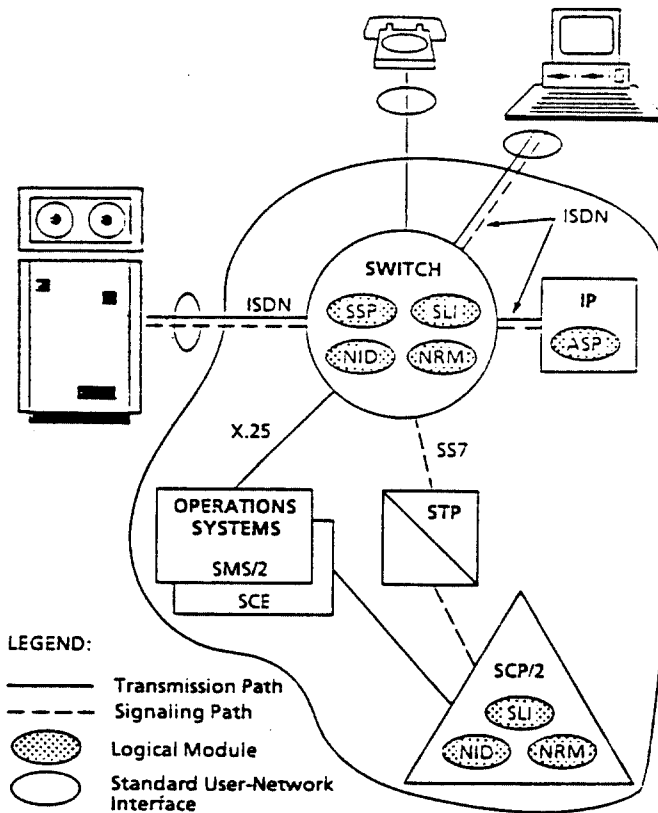 ISDN
SWITCH
ISDN
IP
SSP
SLI
ASP
NID
NRM
X.25
SS7
OPERATIONS
SYSTEMS
STP
SMS/2
SCE
LEGEND:
SCP/2
Transmission Path
SLI
Signaling Path
NID
NRM
Logical Module
Standard User-Network
Interface